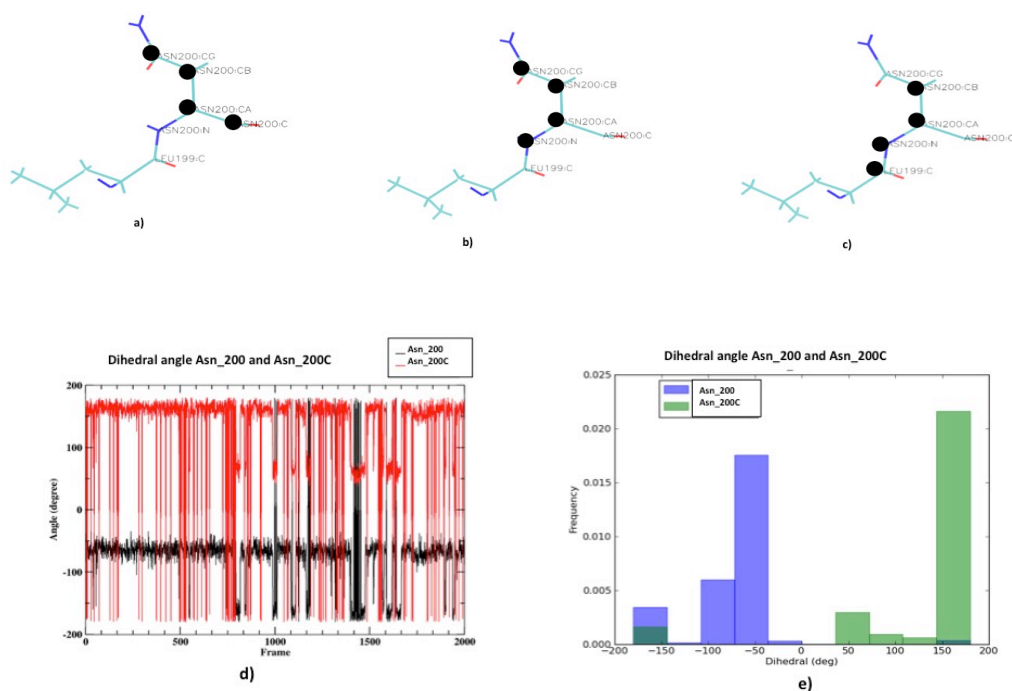 ASN200:CG
ASN200:CB
ASN200:CA
ASN200:N
ASN200:C
EU199:C
a)
ASN200:CG
ASN200:CB
ASN200:CA
ASN200:N
ASN200:C
EU199:C
b)
ASN200:CG
ASN200:CB
ASN200:CA
ASN200:N
ASN200:C
EU199:C
c)
Dihedral angle Asn_200 and Asn_200C
Asn_200
Asn_200C
200
100
0
-100
-200
Angle (degree)
0 500 1000 1500 2000
Frame
d)
Dihedral angle Asn_200 and Asn_200C
Asn_200
Asn_200C
0.025
0.020
0.015
0.010
0.005
0.000
Frequency
−200 −150 −100 −50 0 50 100 150 200
Dihedral (deg)
e)